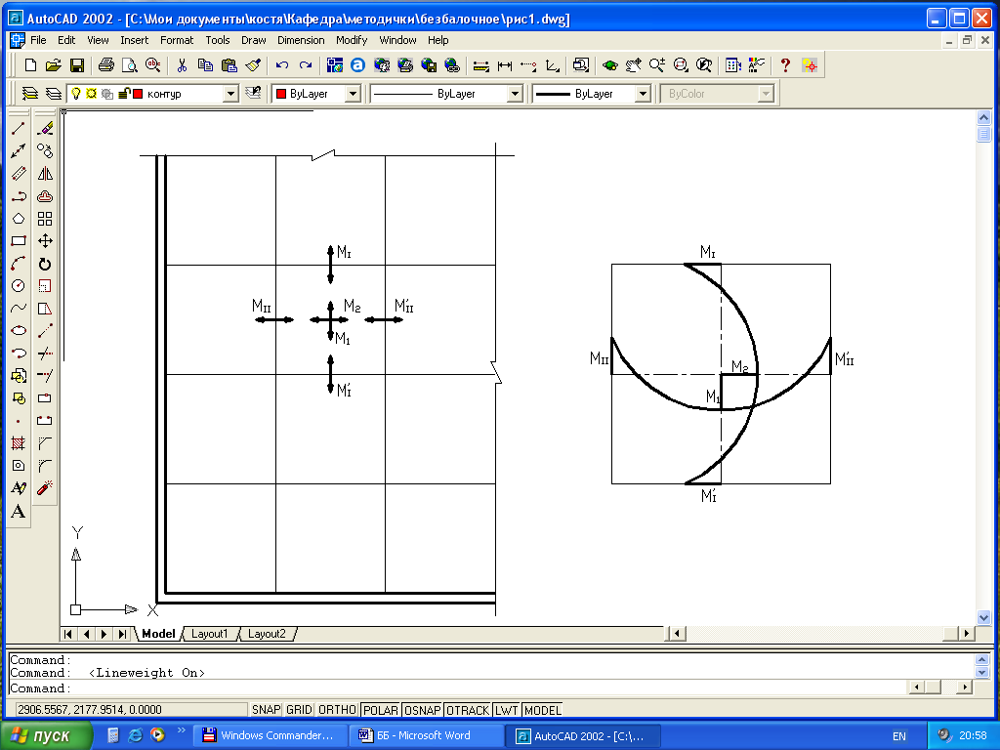 AutoCAD 2002 - [C:\Мои документы\костя\Кафедра\методички\безбалочное\рис1.dwg]
File Edit View Insert Format Tools Draw Dimension Modify Window Help
контур ByLayer ByLayer ByLayer ByColor
MI
MII M2 M'II
M1
M'I
MI
MII M2 M'II
M1
M'I
Y
X
Model Layout1 Layout2
Command:
Command: <Lineweight On>
Command:
2906.5567, 2177.9514, 0.0000 SNAP GRID ORTHO POLAR OSNAP OTRACK LWT MODEL
пуск Windows Commander... ББ - Microsoft Word AutoCAD 2002 - [C:\... EN 20:58